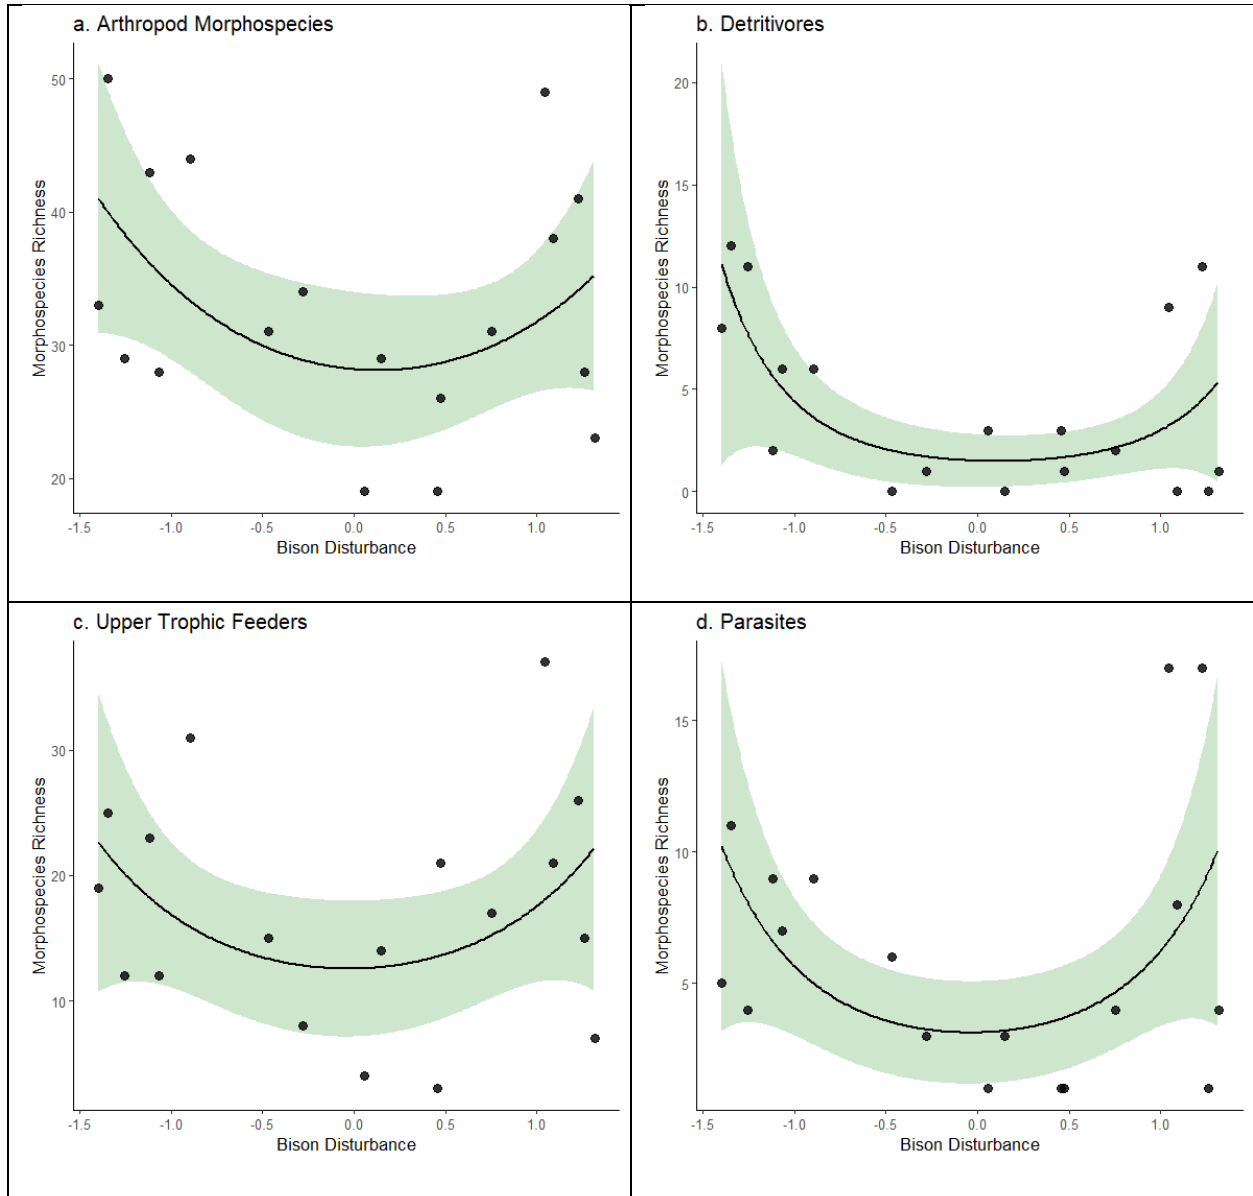 a. Arthropod Morphospecies
50
40
30
20
Morphospecies Richness
-1.5 -1.0 -0.5 0.0 0.5 1.0
Bison Disturbance
b. Detritivores
20
15
10
5
0
Morphospecies Richness
-1.5 -1.0 -0.5 0.0 0.5 1.0
Bison Disturbance
c. Upper Trophic Feeders
30
20
10
Morphospecies Richness
-1.5 -1.0 -0.5 0.0 0.5 1.0
Bison Disturbance
d. Parasites
15
10
5
Morphospecies Richness
-1.5 -1.0 -0.5 0.0 0.5 1.0
Bison Disturbance